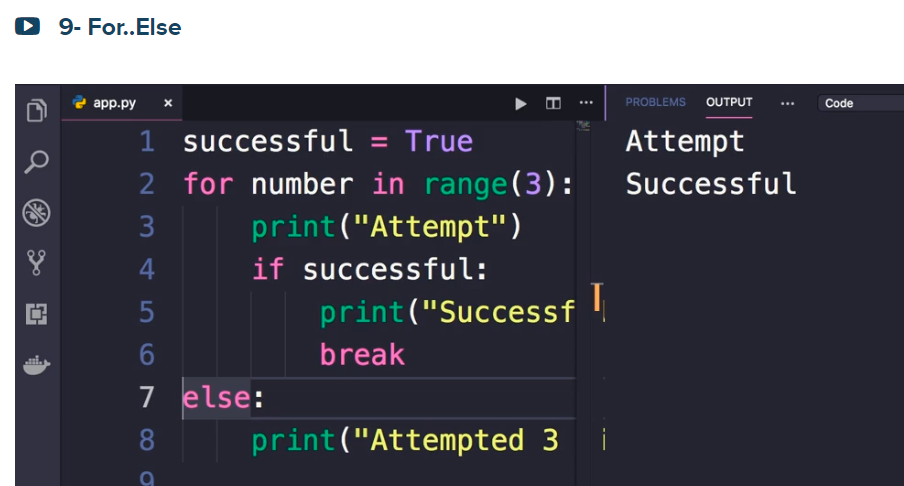 9- For..Else
app.py ×
PROBLEMS OUTPUT ... Code
1 successful = True
2 for number in range(3):
3 print("Attempt")
4 if successful:
5 print("Successf
6 break
7 else:
8 print("Attempted 3
9
Attempt
Successful